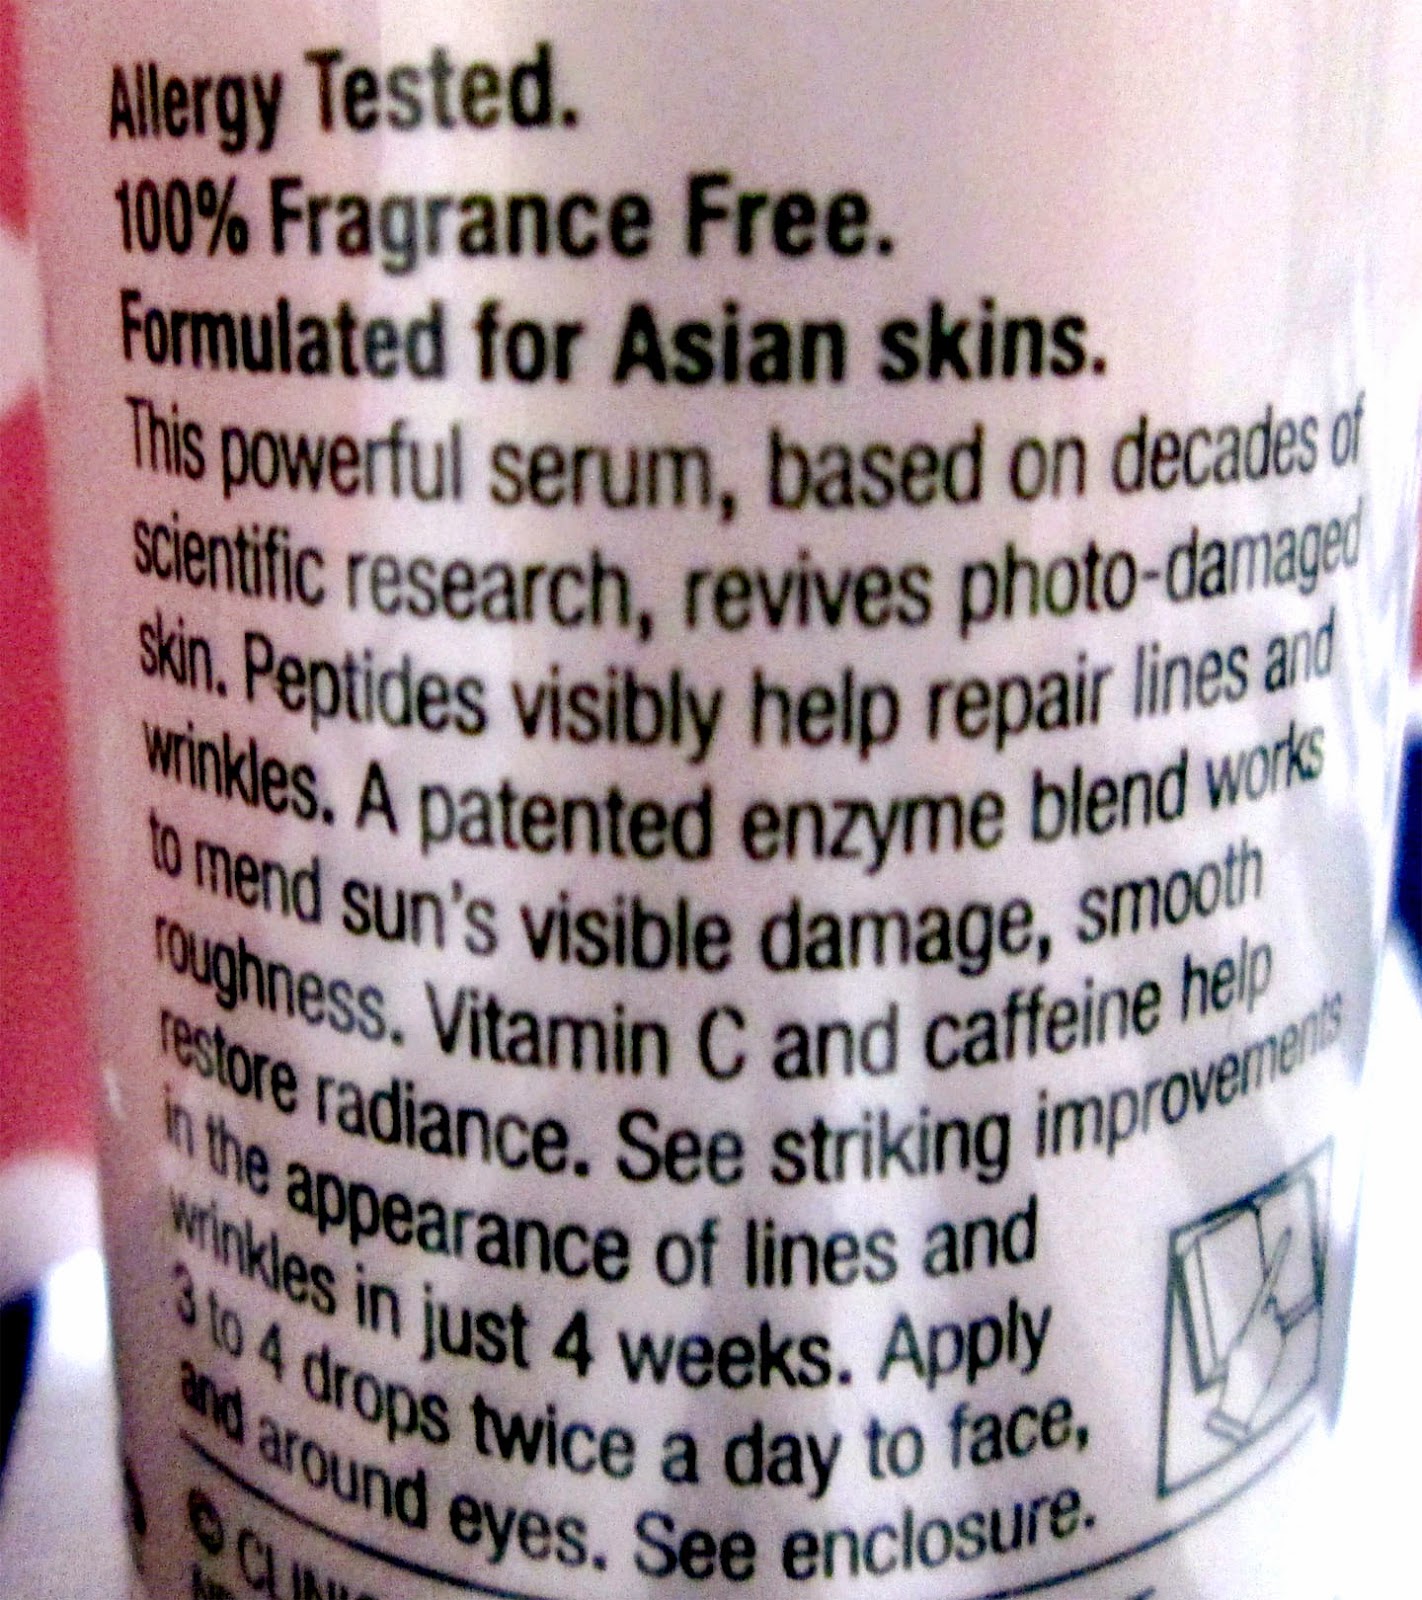 Allergy Tested.
100% Fragrance Free.
Formulated for Asian skins.
This powerful serum, based on decades of
scientific research, revives photo-damaged
skin. Peptides visibly help repair lines and
wrinkles. A patented enzyme blend works
to mend sun's visible damage, smooth
roughness. Vitamin C and caffeine help
restore radiance. See striking improvements
in the appearance of lines and
wrinkles in just 4 weeks. Apply
3 to 4 drops twice a day to face,
and around eyes. See enclosure.
©